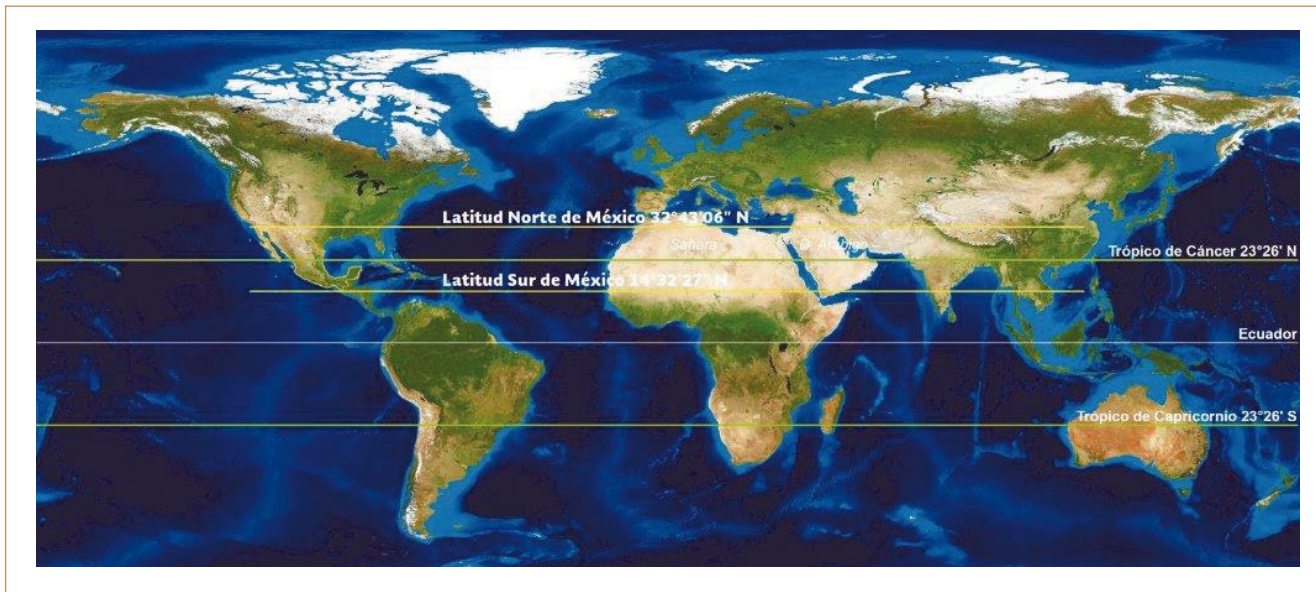 Latitud Norte de México 32°43'06" N
Sahara
D. Arábigo
Trópico de Cáncer 23°26' N
Latitud Sur de México 14°32'27" N
Ecuador
Trópico de Capricornio 23°26' S